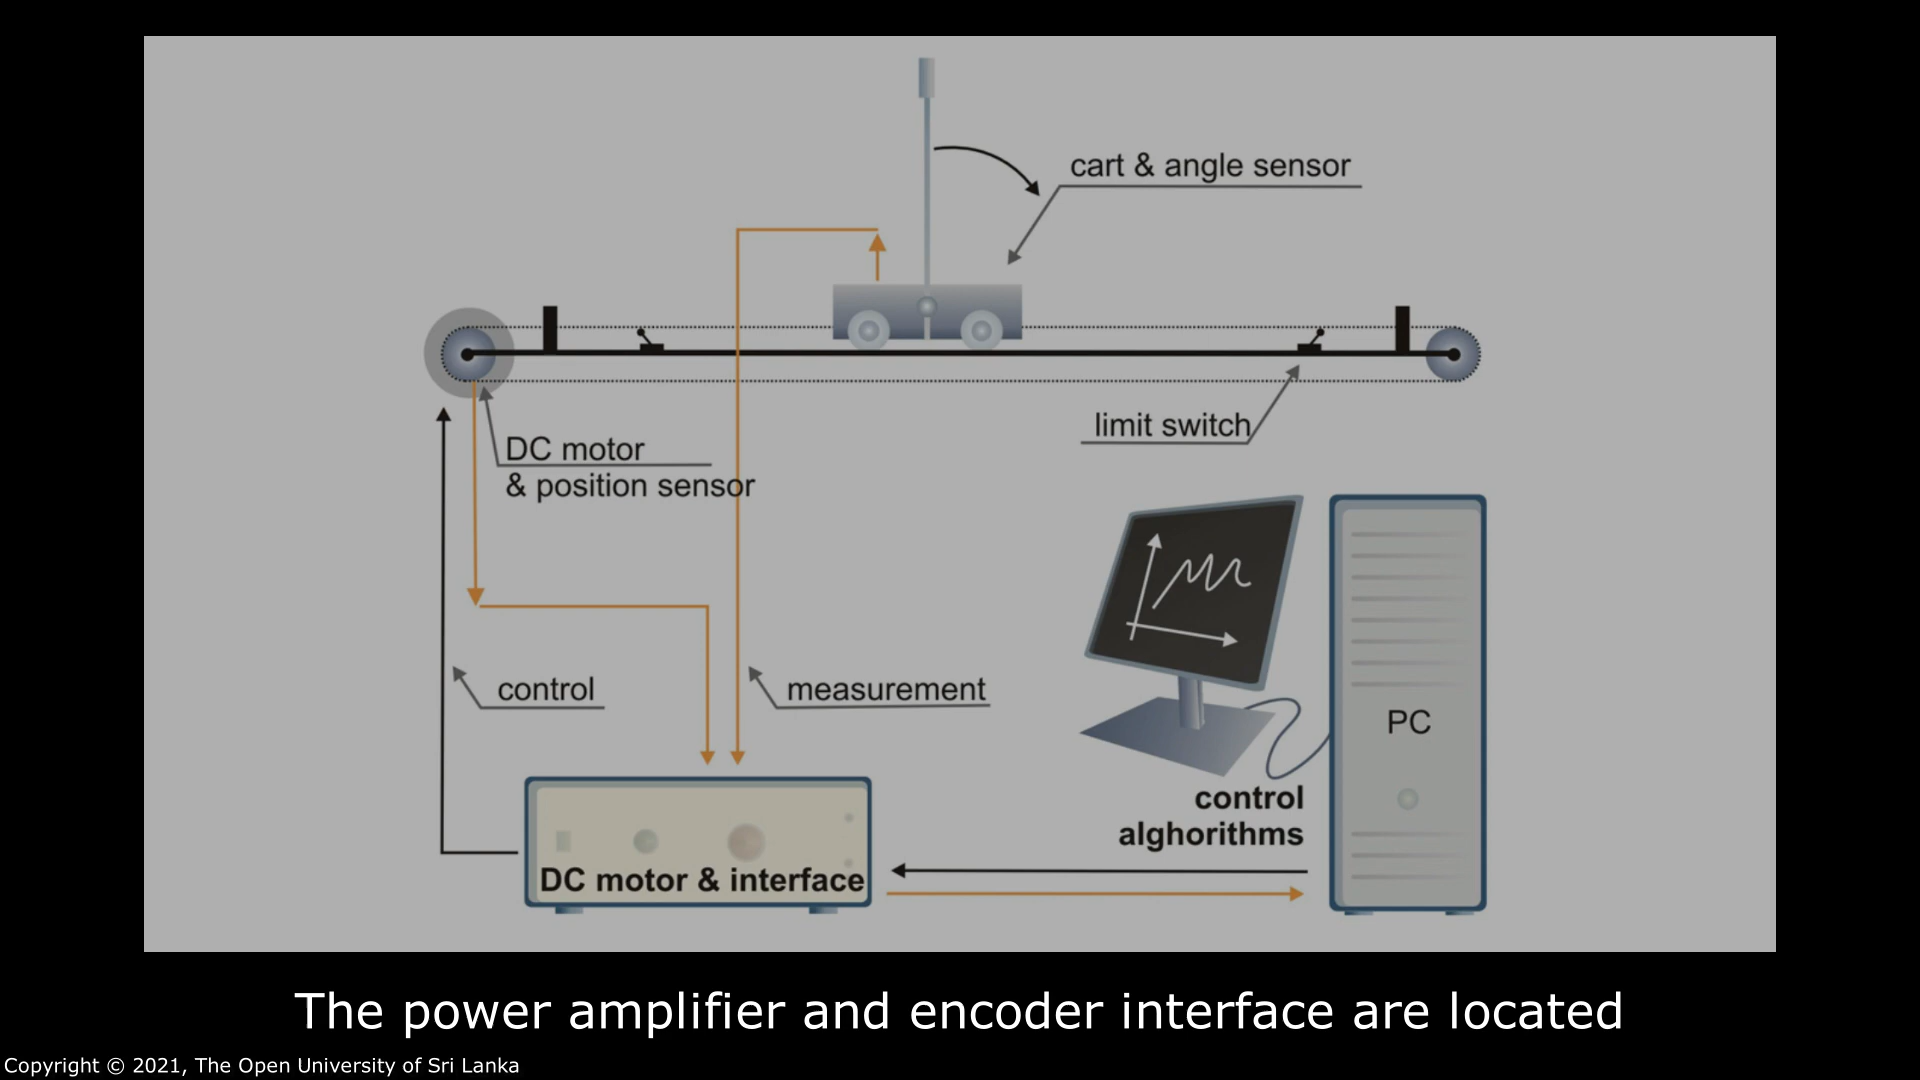 cart & angle sensor
limit switch
DC motor
& position sensor
control
measurement
PC
control
alghorithms
DC motor & interface
The power amplifier and encoder interface are located
Copyright © 2021, The Open University of Sri Lanka